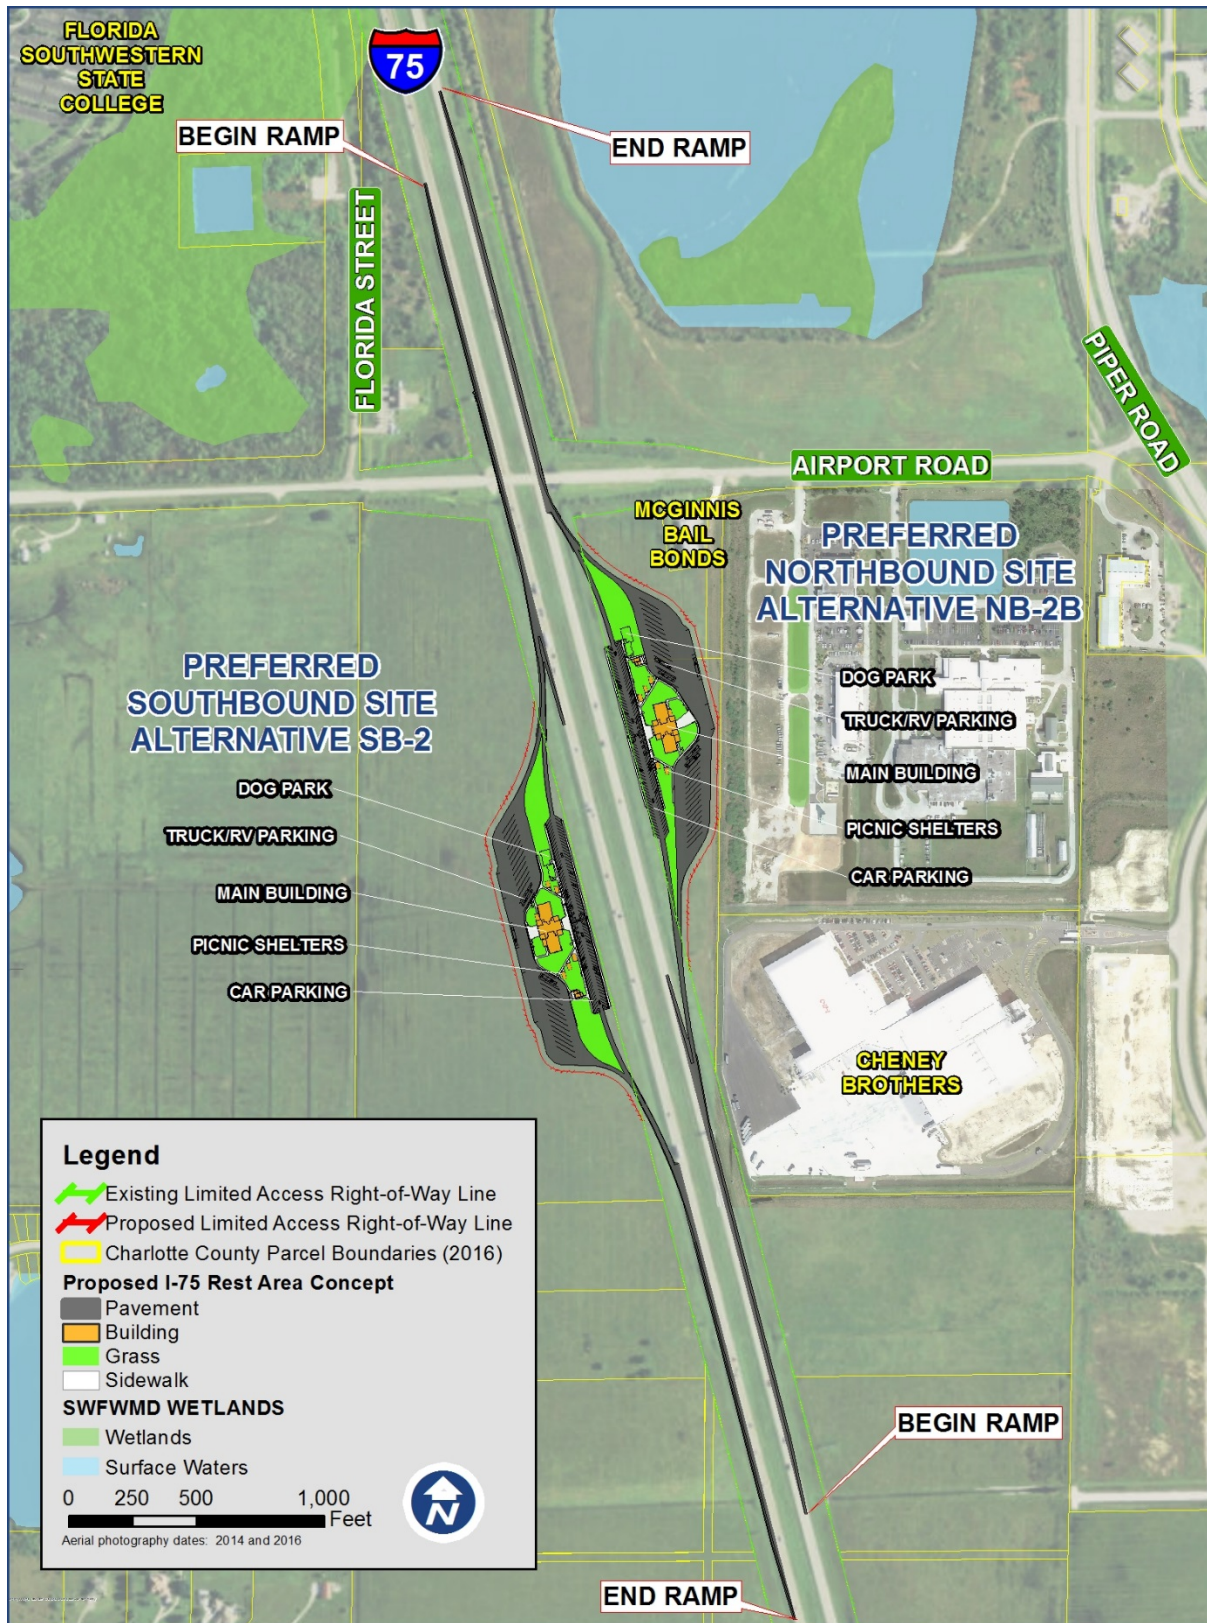 FLORIDA
SOUTHWESTERN
STATE
COLLEGE
75
BEGIN RAMP
END RAMP
FLORIDA STREET
PIPER ROAD
AIRPORT ROAD
MCGINNIS
BAIL
BONDS
PREFERRED
NORTHBOUND SITE
ALTERNATIVE NB-2B
DOG PARK
TRUCK/RV PARKING
MAIN BUILDING
PICNIC SHELTERS
CAR PARKING
PREFERRED
SOUTHBOUND SITE
ALTERNATIVE SB-2
DOG PARK
TRUCK/RV PARKING
MAIN BUILDING
PICNIC SHELTERS
CAR PARKING
CHENEY
BROTHERS
Legend
Existing Limited Access Right-of-Way Line
Proposed Limited Access Right-of-Way Line
Charlotte County Parcel Boundaries (2016)
Proposed I-75 Rest Area Concept
Pavement
Building
Grass
Sidewalk
SWFWMD WETLANDS
Wetlands
Surface Waters
0 250 500 1,000
Feet
Aerial photography dates: 2014 and 2016
N
BEGIN RAMP
END RAMP